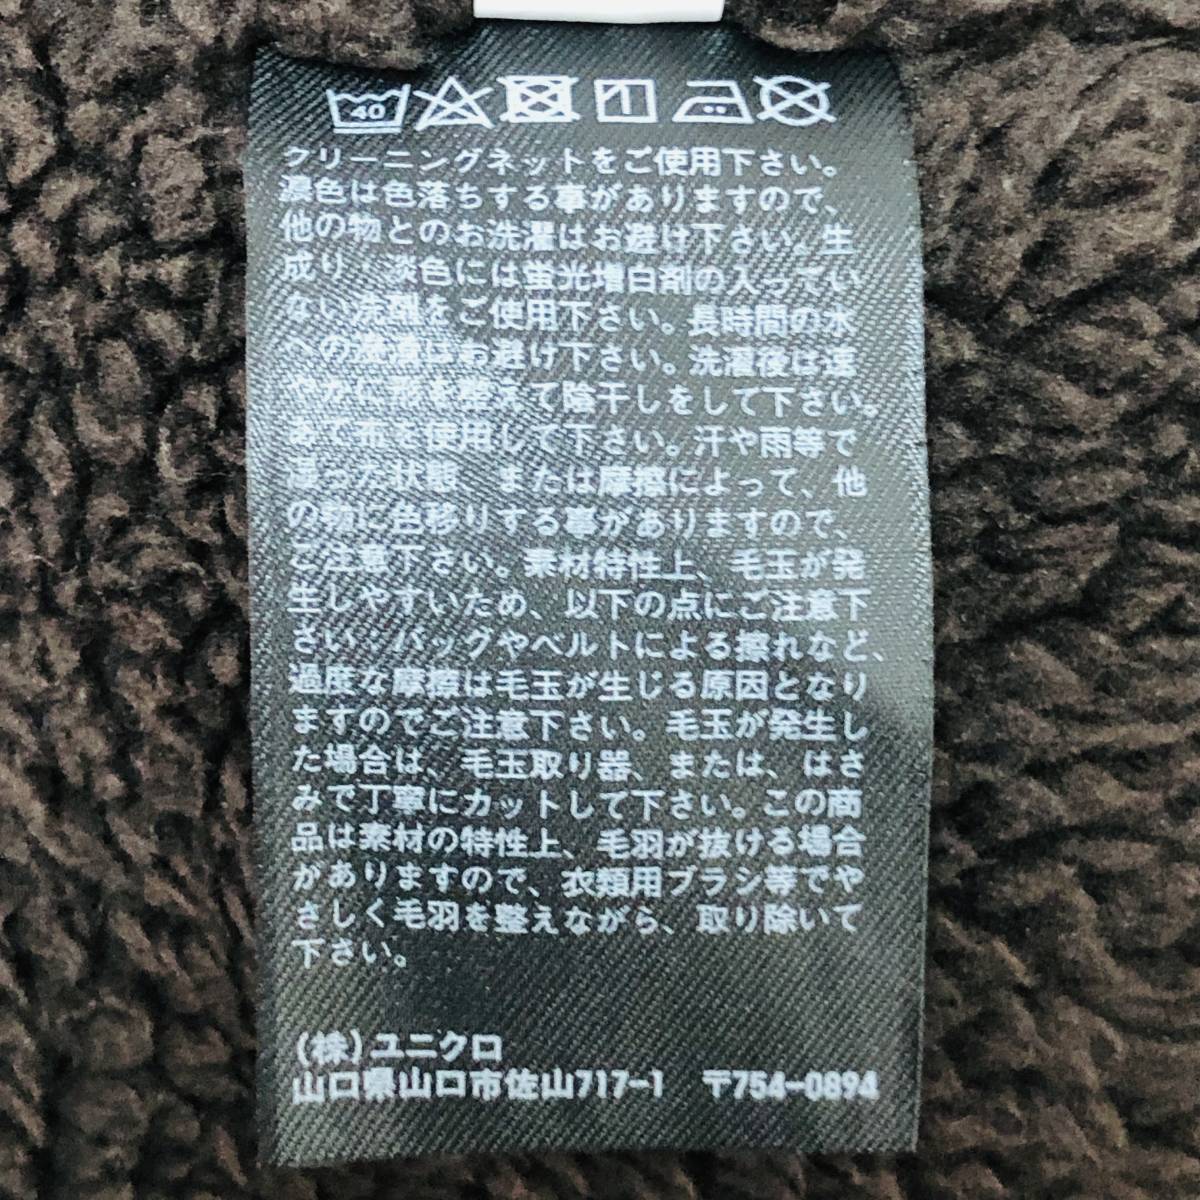 40
クリーニングネットをご使用下さい。
濃色は色落ちする事がありますので、
他の物とのお洗濯はお避け下さい。生
成り、淡色には蛍光増白剤の入ってい
ない洗剤をご使用下さい。長時間の水
への浸漬はお避け下さい。洗濯後は速
やかに形を整えて陰干しをして下さい。
あて布を使用して下さい。汗や雨等で
湿った状態、または摩擦によって、他
の物に色移りする事がありますので、
ご注意下さい。素材特性上、毛玉が発
生しやすいため、以下の点にご注意下
さい・バッグやベルトによる擦れなど、
過度な摩擦は毛玉が生じる原因となり
ますのでご注意下さい。毛玉が発生し
た場合は、毛玉取り器、または、はさ
みで丁寧にカットして下さい。この商
品は素材の特性上、毛羽が抜ける場合
がありますので、衣類用ブラシ等でや
さしく毛羽を整えながら、取り除いて
下さい。
(株)ユニクロ
山口県山口市佐山717-1 〒754-0894